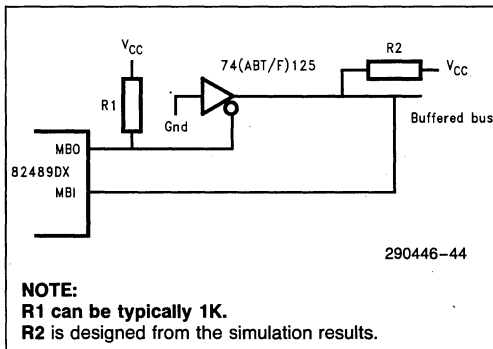 74(ABT/F)125
R2
VCC
VCC
R1
Gnd
Buffered bus
MBO
82489DX
MBI
290446-44
NOTE:
R1 can be typically 1K.
R2 is designed from the simulation results.